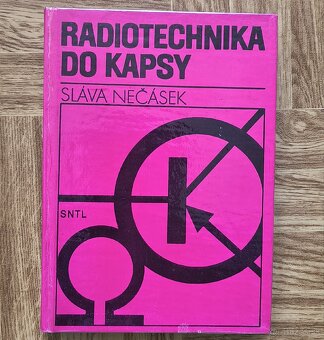 RADIOTECHNIKA
DO KAPSY
SLÁVA NEČÁSEK
SNTL